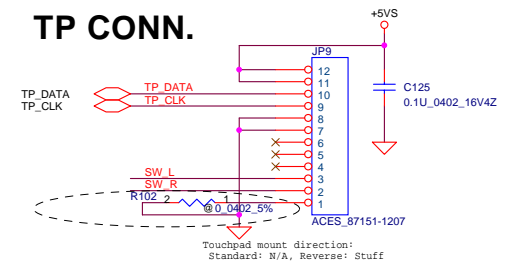 TP CONN.
+5VS
JP9
12
11
TP_DATA TP_DATA 10
TP_CLK TP_CLK 9
8
7
6
5
4
SW_L 3
SW_R 2
R102 2 1 1
@0_0402_5%
C125
0.1U_0402_16V4Z
ACES_87151-1207
Touchpad mount direction:
Standard: N/A, Reverse: Stuff